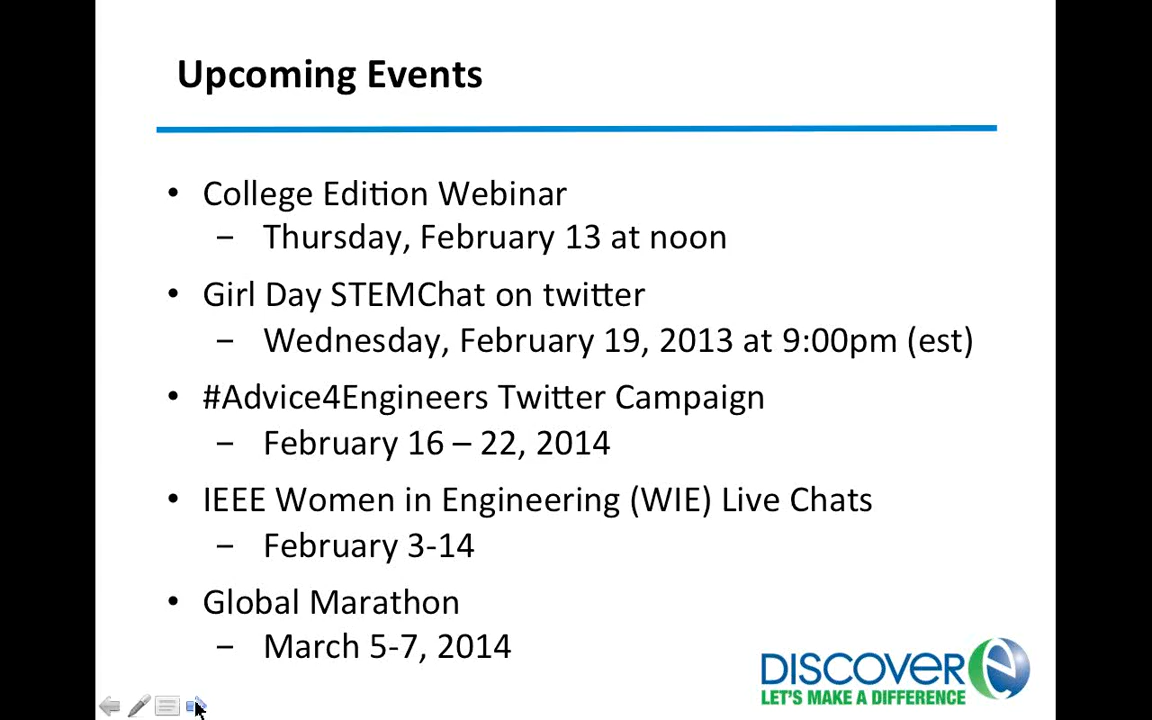 Upcoming Events
• College Edition Webinar
– Thursday, February 13 at noon
• Girl Day STEMChat on twitter
– Wednesday, February 19, 2013 at 9:00pm (est)
• #Advice4Engineers Twitter Campaign
– February 16 – 22, 2014
• IEEE Women in Engineering (WIE) Live Chats
– February 3-14
• Global Marathon
– March 5-7, 2014
DISCOVER e
LET'S MAKE A DIFFERENCE